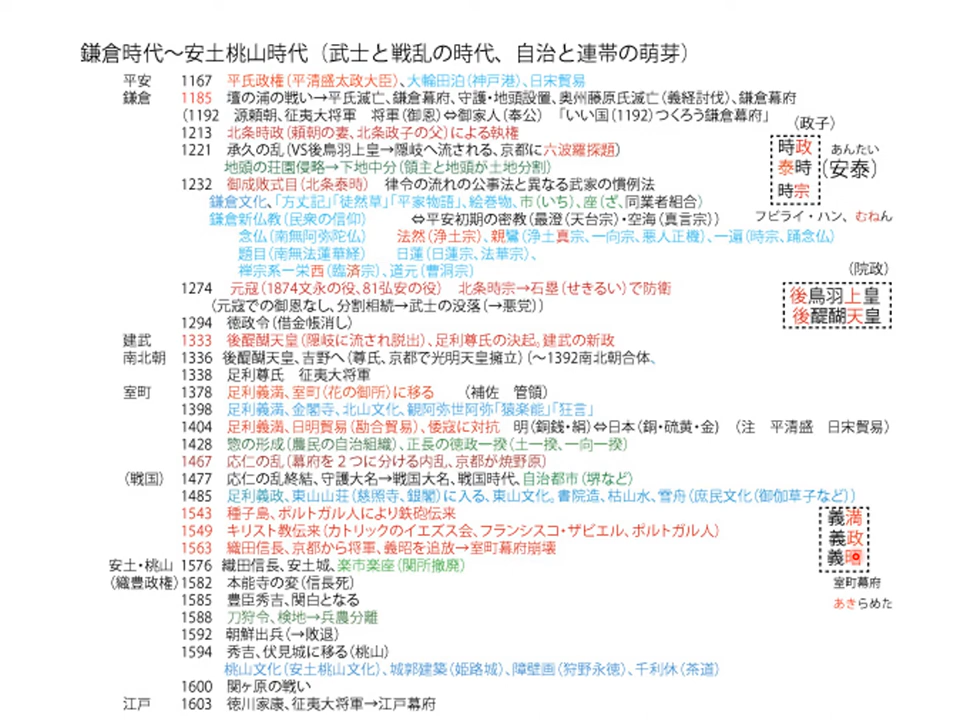 鎌倉時代～安土桃山時代（武士と戦乱の時代、自治と連帯の萌芽）
平安 1167 平氏政権（平清盛太政大臣）、大輪田泊（神戸港）、日宋貿易
鎌倉 1185 壇の浦の戦い→平氏滅亡、鎌倉幕府、守護・地頭設置、奥州藤原氏滅亡（義経討伐）、鎌倉幕府
（1192 源頼朝、征夷大将軍 将軍（御恩）⇔御家人（奉公）「いい国（1192）つくろう鎌倉幕府」
1213 北条時政（頼朝の妻、北条政子の父）による執権
1221 承久の乱（VS後鳥羽上皇→隠岐へ流される、京都に六波羅探題）
地頭の荘園侵略→下地中分（領主と地頭が土地分割）
1232 御成敗式目（北条泰時） 律令の流れの公事法と異なる武家の慣例法
鎌倉文化、「方丈記」「徒然草」「平家物語」、絵巻物、市（いち）、座（ざ、同業者組合）
鎌倉新仏教（民衆の信仰） ⇔平安初期の密教（最澄（天台宗）・空海（真言宗））
念仏（南無阿弥陀仏） 法然（浄土宗）、親鸞（浄土真宗、一向宗、悪人正機）、一遍（時宗、踊念仏）
題目（南無法蓮華経） 日蓮（日蓮宗、法華宗）、
禅宗系ー栄西（臨済宗）、道元（曹洞宗）
1274 元寇（1874文永の役、81弘安の役） 北条時宗→石塁（せきるい）で防衛
（元寇での御恩なし、分割相続→武士の没落（→悪党））
1294 徳政令（借金帳消し）
建武 1333 後醍醐天皇（隠岐に流され脱出）、足利尊氏の決起。建武の新政
南北朝 1336 後醍醐天皇、吉野へ（尊氏、京都で光明天皇擁立）（～1392南北朝合体、
1338 足利尊氏 征夷大将軍
室町 1378 足利義満、室町（花の御所）に移る （補佐 管領）
1398 足利義満、金閣寺、北山文化、観阿弥世阿弥「猿楽能」「狂言」
1404 足利義満、日明貿易（勘合貿易）、倭寇に対抗 明（銅銭・絹）⇔日本（銅・硫黄・金） （注 平清盛 日宋貿易）
1428 惣の形成（農民の自治組織）、正長の徳政一揆（土一揆、一向一揆）
1467 応仁の乱（幕府を２つに分ける内乱、京都が焼野原）
（戦国） 1477 応仁の乱終結、守護大名→戦国大名、戦国時代、自治都市（堺など）
1485 足利義政、東山山荘（慈照寺、銀閣）に入る、東山文化。書院造、枯山水、雪舟（庶民文化（御伽草子など））
1543 種子島、ポルトガル人により鉄砲伝来
1549 キリスト教伝来（カトリックのイエズス会、フランシスコ・ザビエル、ポルトガル人）
1563 織田信長、京都から将軍、義昭を追放→室町幕府崩壊
安土・桃山 1576 織田信長、安土城、楽市楽座（関所撤廃）
（織豊政権） 1582 本能寺の変（信長死）
1585 豊臣秀吉、関白となる
1588 刀狩令、検地→兵農分離
1592 朝鮮出兵（→敗退）
1594 秀吉、伏見城に移る（桃山）
桃山文化（安土桃山文化）、城郭建築（姫路城）、障壁画（狩野永徳）、千利休（茶道）
1600 関ヶ原の戦い
江戸 1603 徳川家康、征夷大将軍→江戸幕府
（政子）
時政
泰時
時宗
あんたい
（安泰）
フビライ・ハン、むねん
（院政）
後鳥羽上皇
後醍醐天皇
義満
義政
義昭
室町幕府
あきらめた